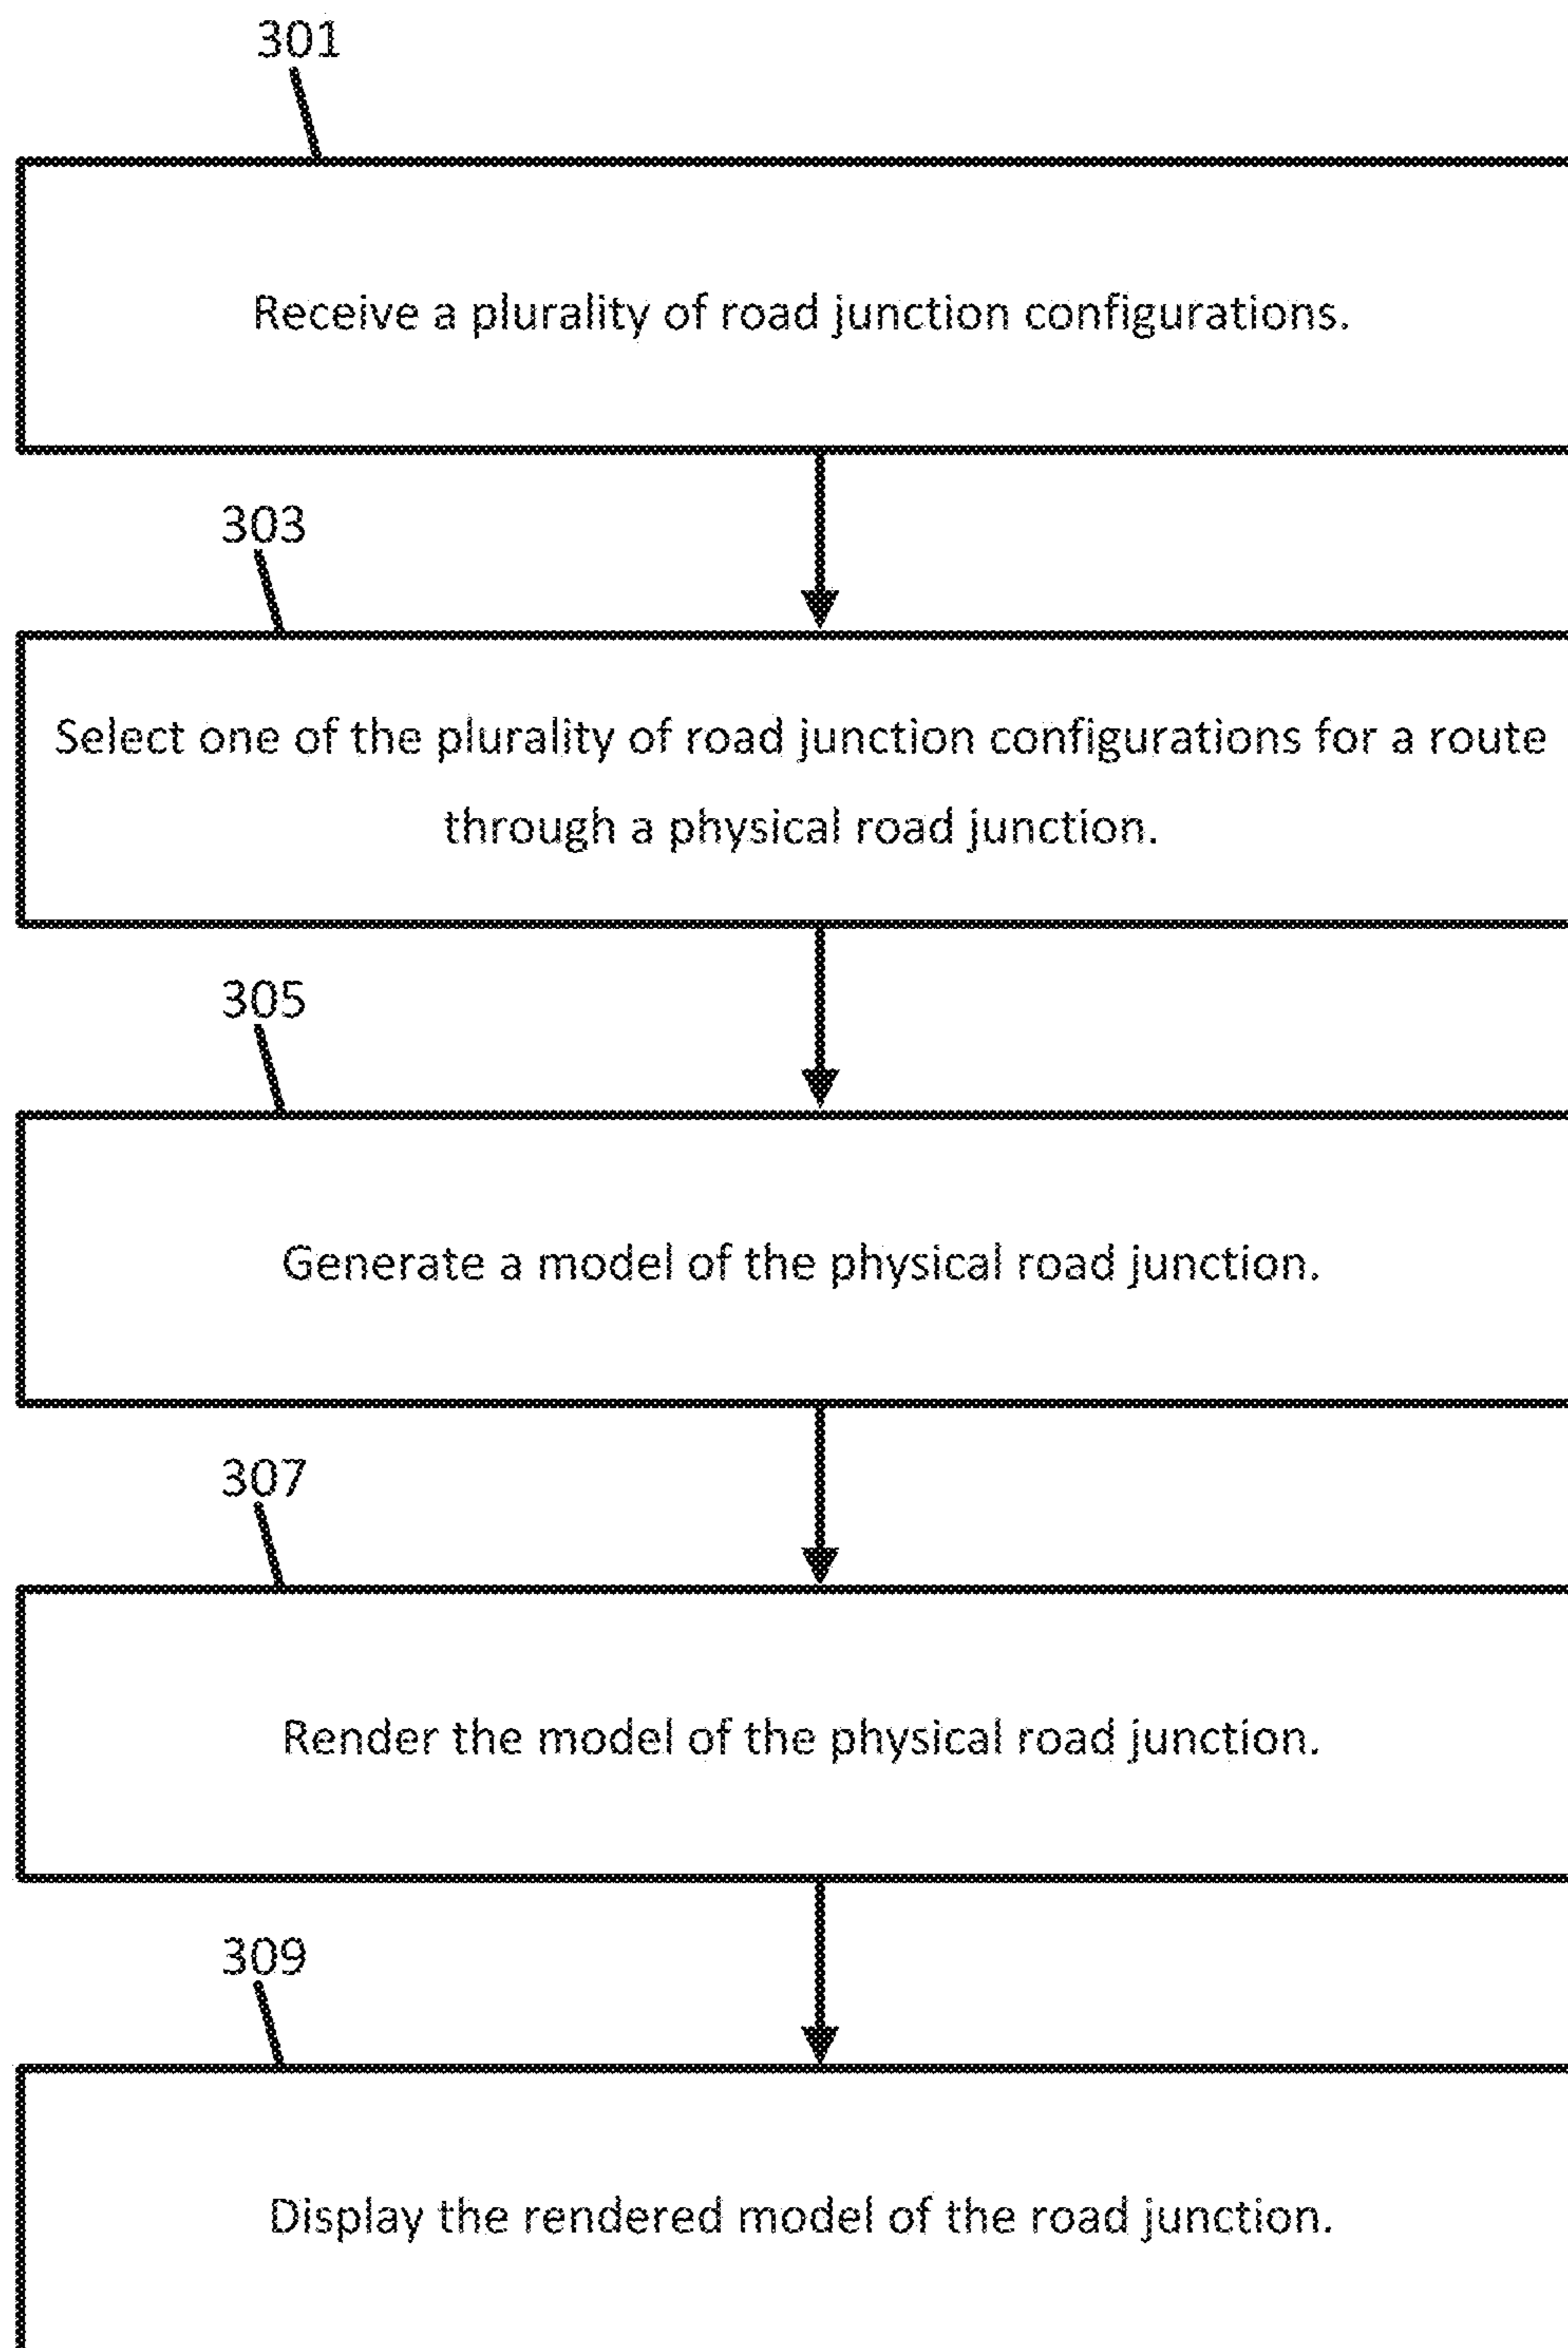 301
Receive a plurality of road junction configurations.
303
Select one of the plurality of road junction configurations for a route
through a physical road junction.
305
Generate a model of the physical road junction.
307
Render the model of the physical road junction.
309
Display the rendered model of the road junction.